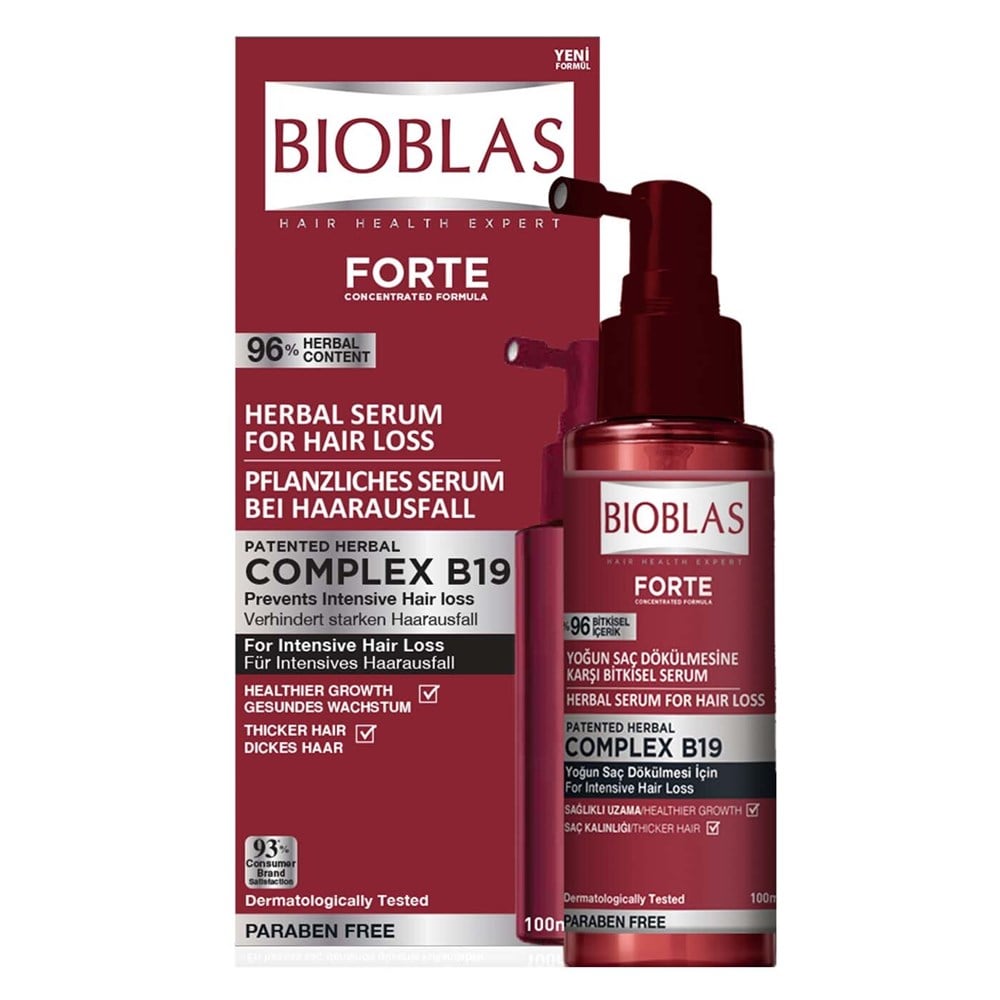 YENİ
FORMÜL
BIOBLAS
HAIR HEALTH EXPERT
FORTE
CONCENTRATED FORMULA
96% HERBAL
CONTENT
HERBAL SERUM
FOR HAIR LOSS
PFLANZLICHES SERUM
BEI HAARAUSFALL
PATENTED HERBAL
COMPLEX B19
Prevents Intensive Hair loss
Verhindert starken Haarausfall
For Intensive Hair Loss
Für Intensives Haarausfall
HEALTHIER GROWTH
GESUNDES WACHSTUM
THICKER HAIR
DICKES HAAR
93%
Consumer
Brand
Satisfaction
Dermatologically Tested
PARABEN FREE
100m
BIOBLAS
HAIR HEALTH EXPERT
FORTE
CONCENTRATED FORMULA
%96 BİTKİSEL
İÇERİK
YOĞUN SAÇ DÖKÜLMESİNE
KARŞI BİTKİSEL SERUM
HERBAL SERUM FOR HAIR LOSS
PATENTED HERBAL
COMPLEX B19
Yoğun Saç Dökülmesi İçin
For Intensive Hair Loss
SAĞLIKLI UZAMA/HEALTHIER GROWTH
SAÇ KALINLIĞI/THICKER HAIR
Dermatologically Tested
100m
PARABEN FREE